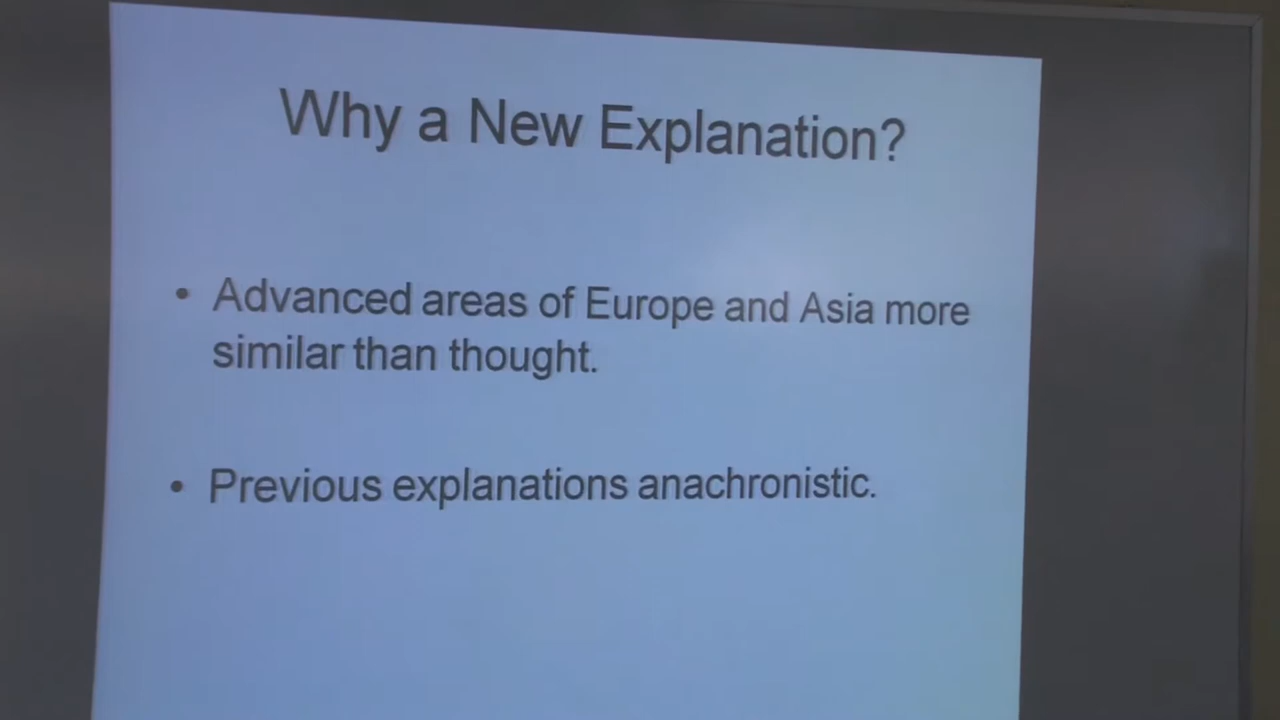 Why a New Explanation?
• Advanced areas of Europe and Asia more
similar than thought.
• Previous explanations anachronistic.